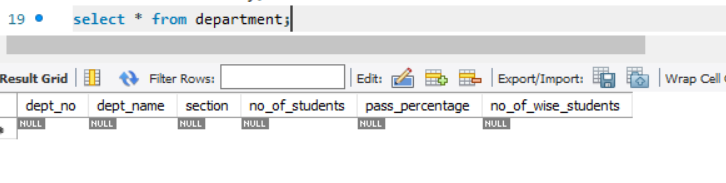 19 select * from department;
Result Grid Filter Rows: Edit: Export/Import: Wrap Cell
dept_no dept_name section no_of_students pass_percentage no_of_wise_students
NULL NULL NULL NULL NULL NULL